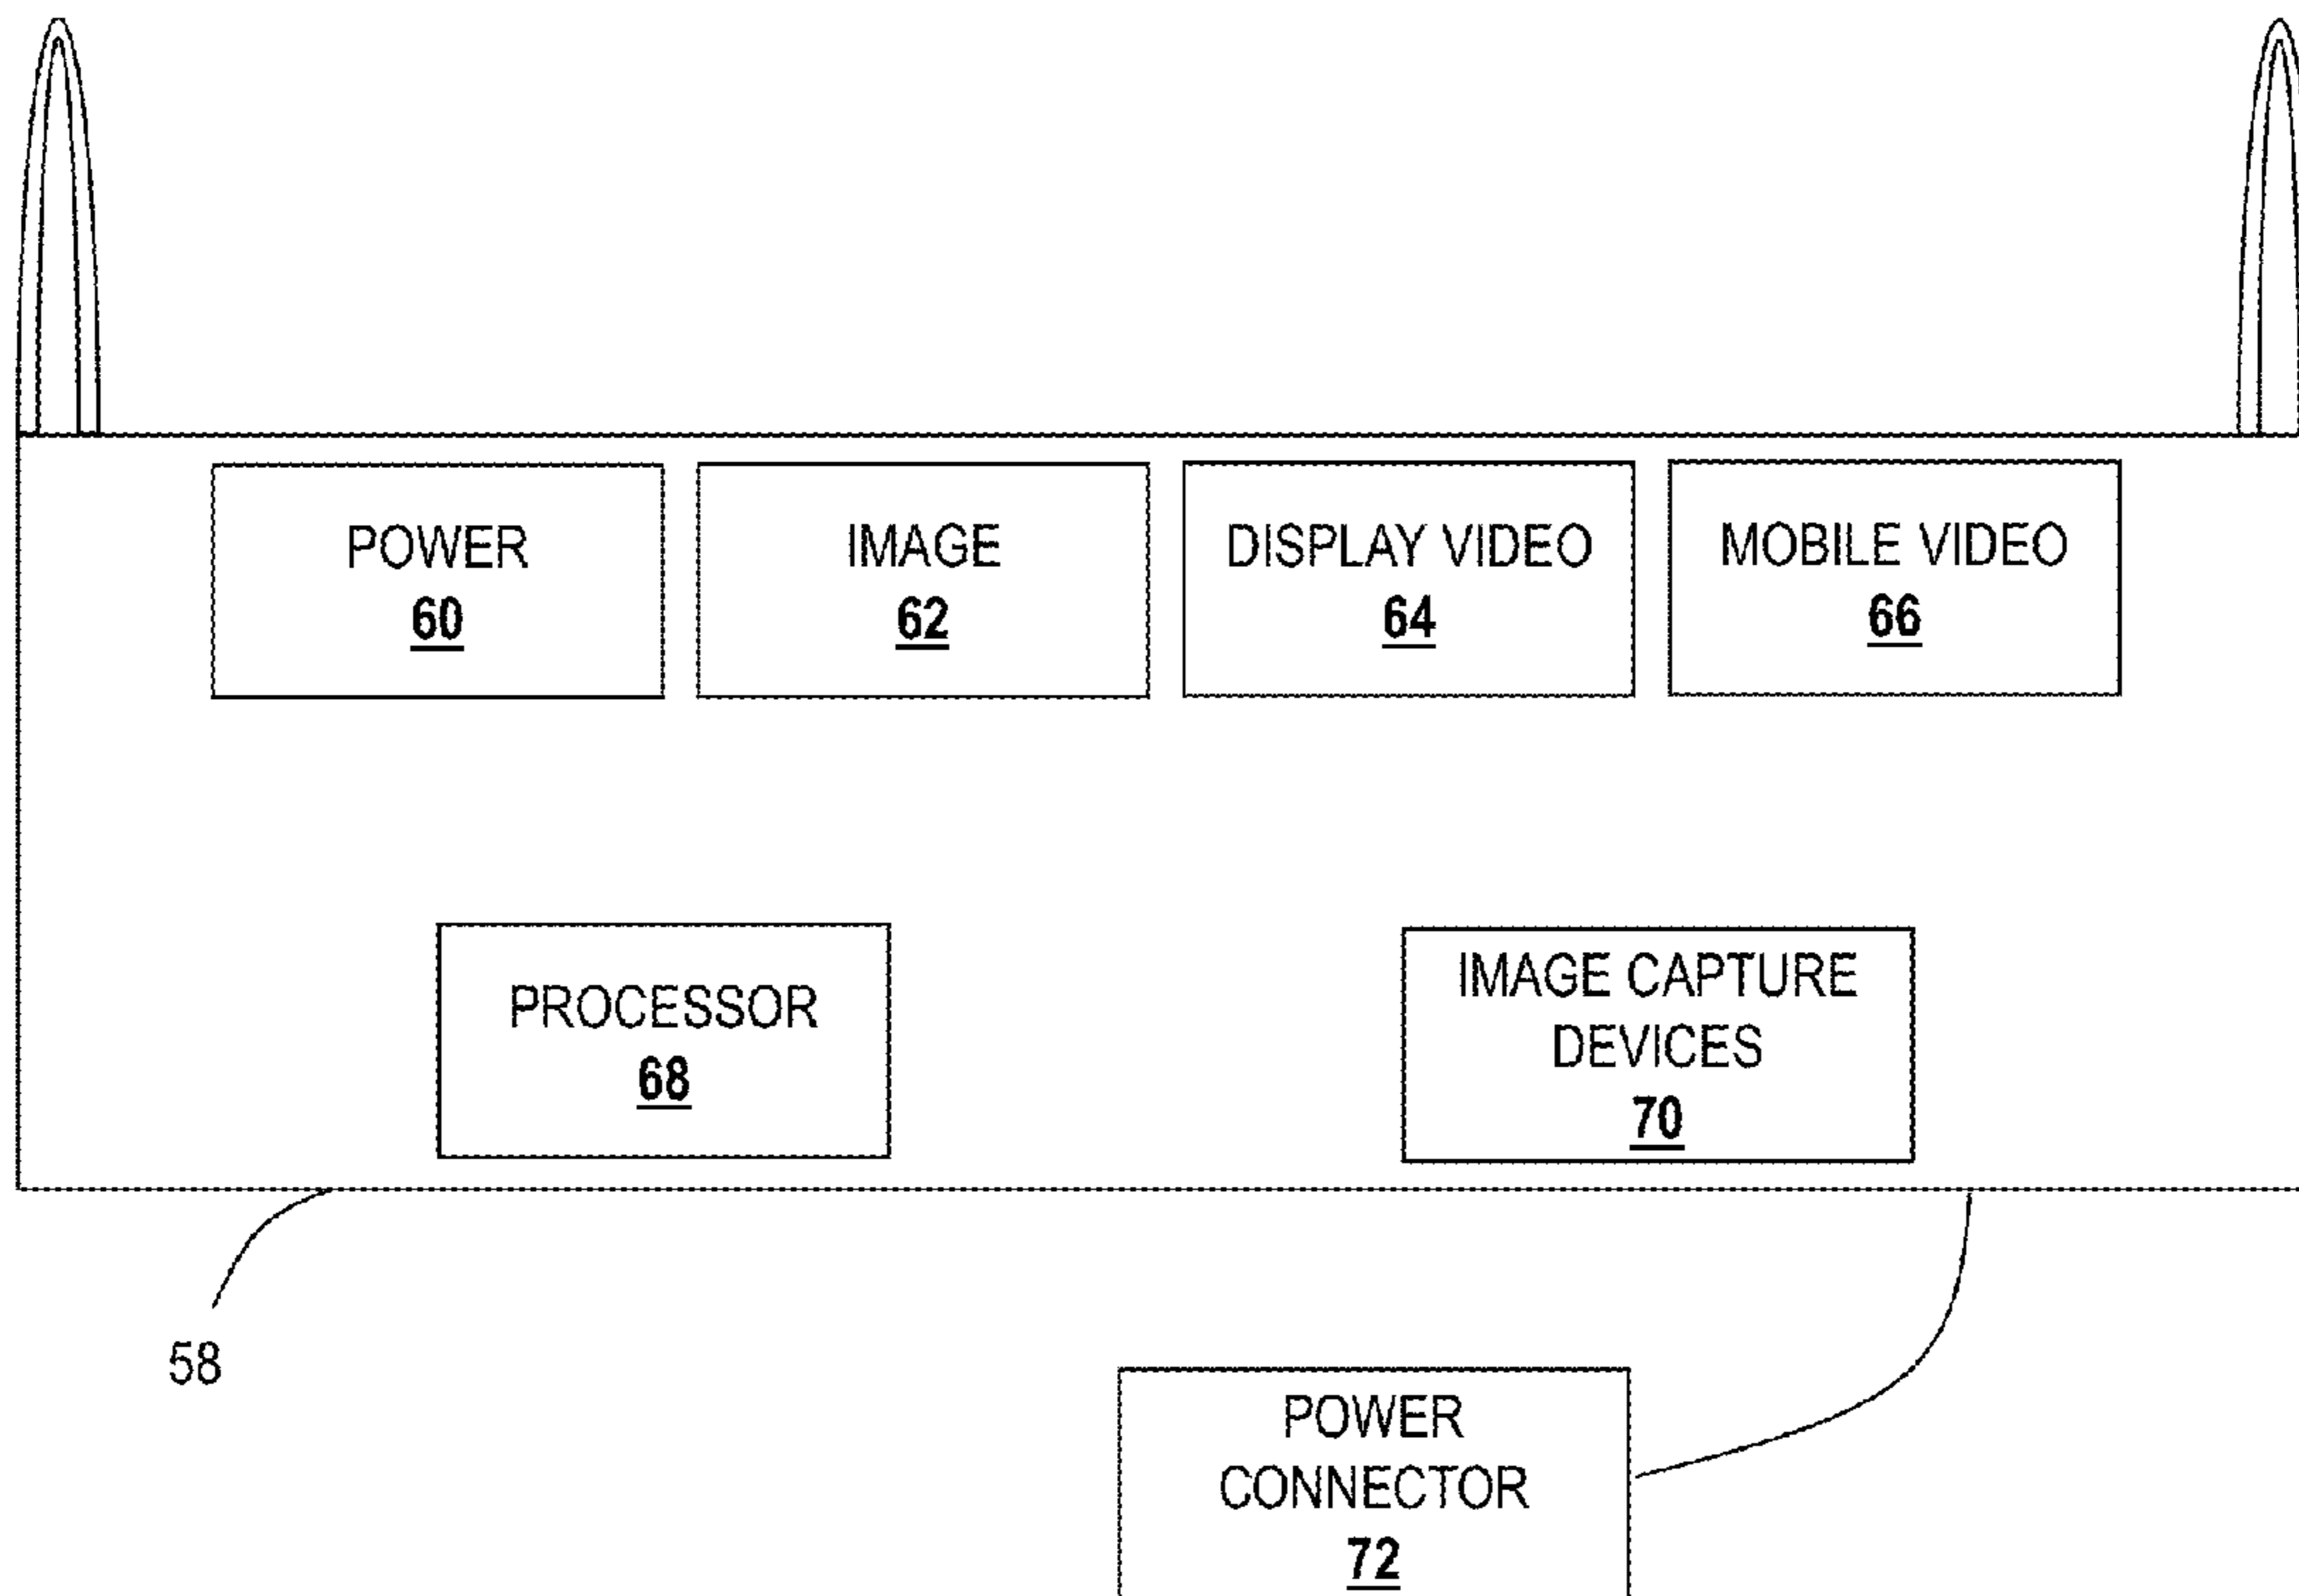 POWER
60
IMAGE
62
DISPLAY VIDEO
64
MOBILE VIDEO
66
PROCESSOR
68
IMAGE CAPTURE
DEVICES
70
58
POWER
CONNECTOR
72